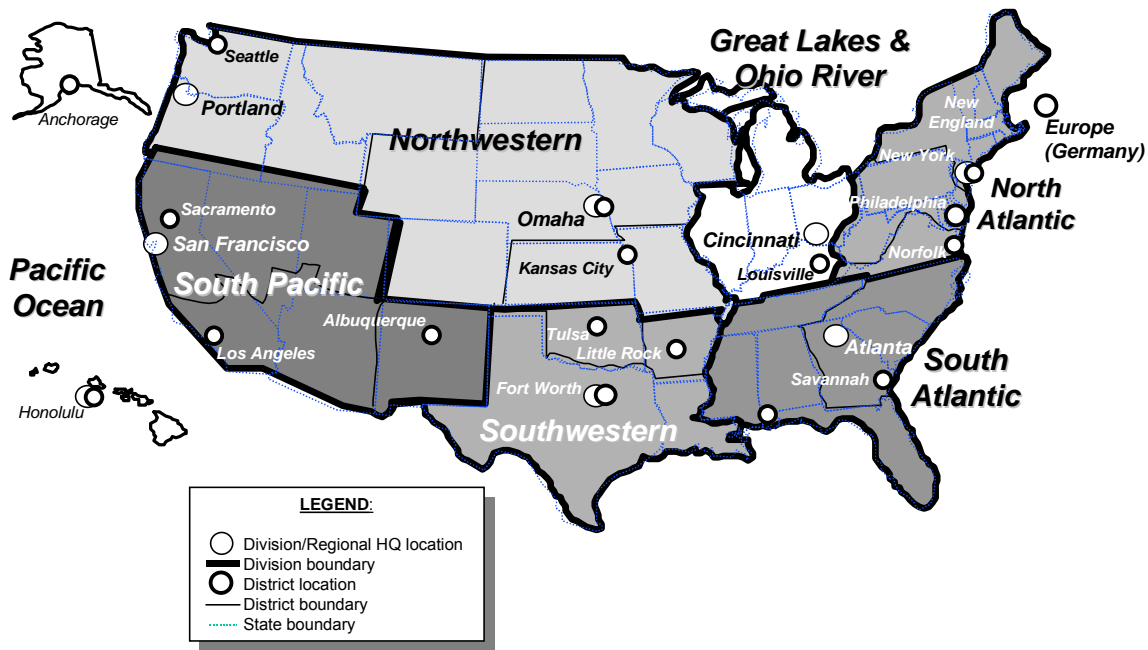 Great Lakes &
Ohio River
Seattle
Portland
Anchorage
Northwestern
New
England
Europe
(Germany)
New York
North
Atlantic
Philadelphia
Sacramento
San Francisco
Omaha
Cincinnati
Norfolk
Kansas City
Louisville
Pacific
Ocean
South Pacific
Albuquerque
Tulsa
Little Rock
Los Angeles
Atlanta
South
Atlantic
Savannah
Fort Worth
Honolulu
Southwestern
LEGEND:
Division/Regional HQ location
Division boundary
District location
District boundary
State boundary